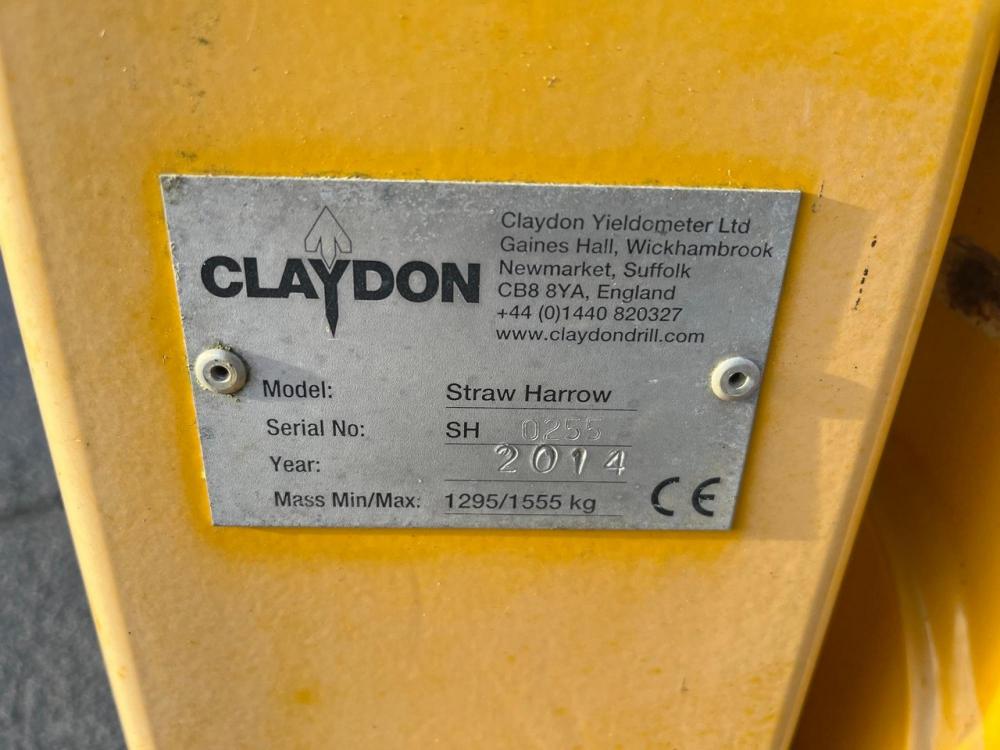 CLAYDON
Claydon Yieldometer Ltd
Gaines Hall, Wickhambrook
Newmarket, Suffolk
CB8 8YA, England
+44 (0)1440 820327
www.claydondrill.com
Model: Straw Harrow
Serial No: SH 0255
Year: 2014
Mass Min/Max: 1295/1555 kg
CE